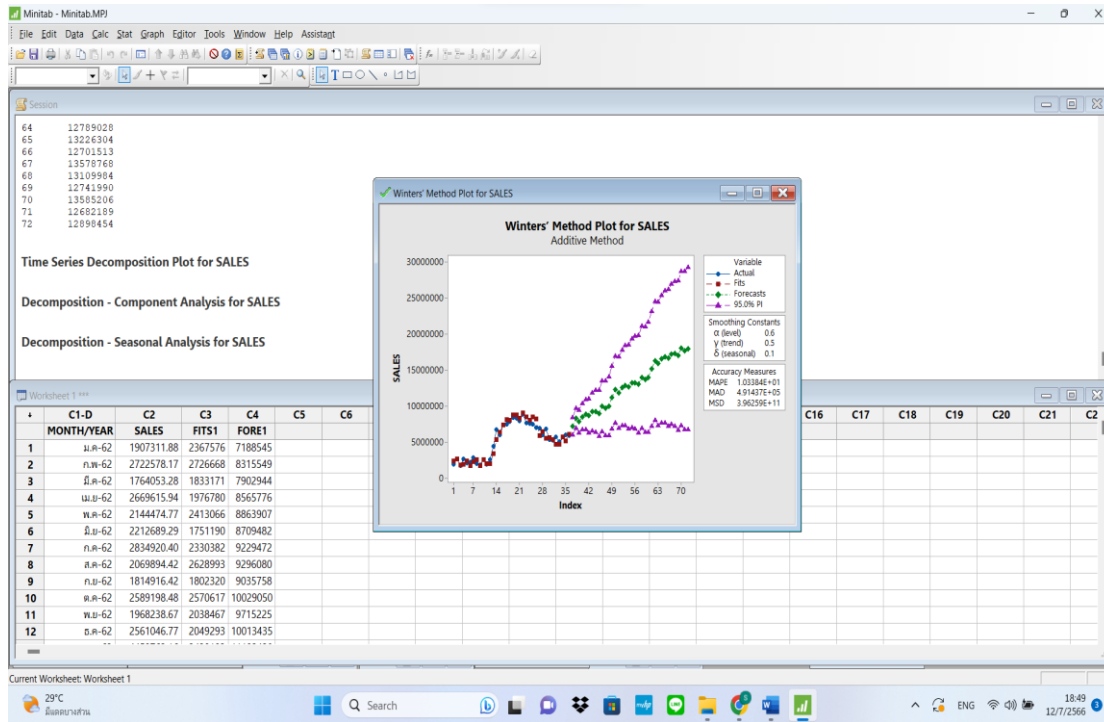 Minitab - Minitab.MPJ
File Edit Data Calc Stat Graph Editor Tools Window Help Assistant
Session
64 12789028
65 13226304
66 12701513
67 13578768
68 13109984
69 12741990
70 13585206
71 12682189
72 12898454
Time Series Decomposition Plot for SALES
Decomposition - Component Analysis for SALES
Decomposition - Seasonal Analysis for SALES
Winters' Method Plot for SALES
Winters' Method Plot for SALES
Additive Method
30000000
25000000
20000000
15000000
10000000
5000000
0
SALES
1 7 14 21 28 35 42 49 56 63 70
Index
Variable
Actual
Fits
Forecasts
95.0% PI
Smoothing Constants
α (level) 0.6
γ (trend) 0.5
δ (seasonal) 0.1
Accuracy Measures
MAPE 1.03384E+01
MAD 4.91437E+05
MSD 3.96259E+11
Worksheet 1 ***
C1-D C2 C3 C4 C5 C6 C16 C17 C18 C19 C20 C21 C2
MONTH/YEAR SALES FITS1 FORE1
1 ม.ค-62 1907311.88 2367576 7188545
2 ก.พ-62 2722578.17 2726668 8315549
3 มี.ค-62 1764053.28 1833171 7902944
4 เม.ย-62 2669615.94 1976780 8565776
5 พ.ค-62 2144474.77 2413066 8863907
6 มิ.ย-62 2212689.29 1751190 8709482
7 ก.ค-62 2834920.40 2330382 9229472
8 ส.ค-62 2069894.42 2628993 9296080
9 ก.ย-62 1814916.42 1802320 9035758
10 ต.ค-62 2589198.48 2570617 10029050
11 พ.ย-62 1968238.67 2038467 9715225
12 ธ.ค-62 2561046.77 2049293 10013435
Current Worksheet: Worksheet 1
29°C
มีแดดบางส่วน
Search
ENG
18:49
12/7/2566
3